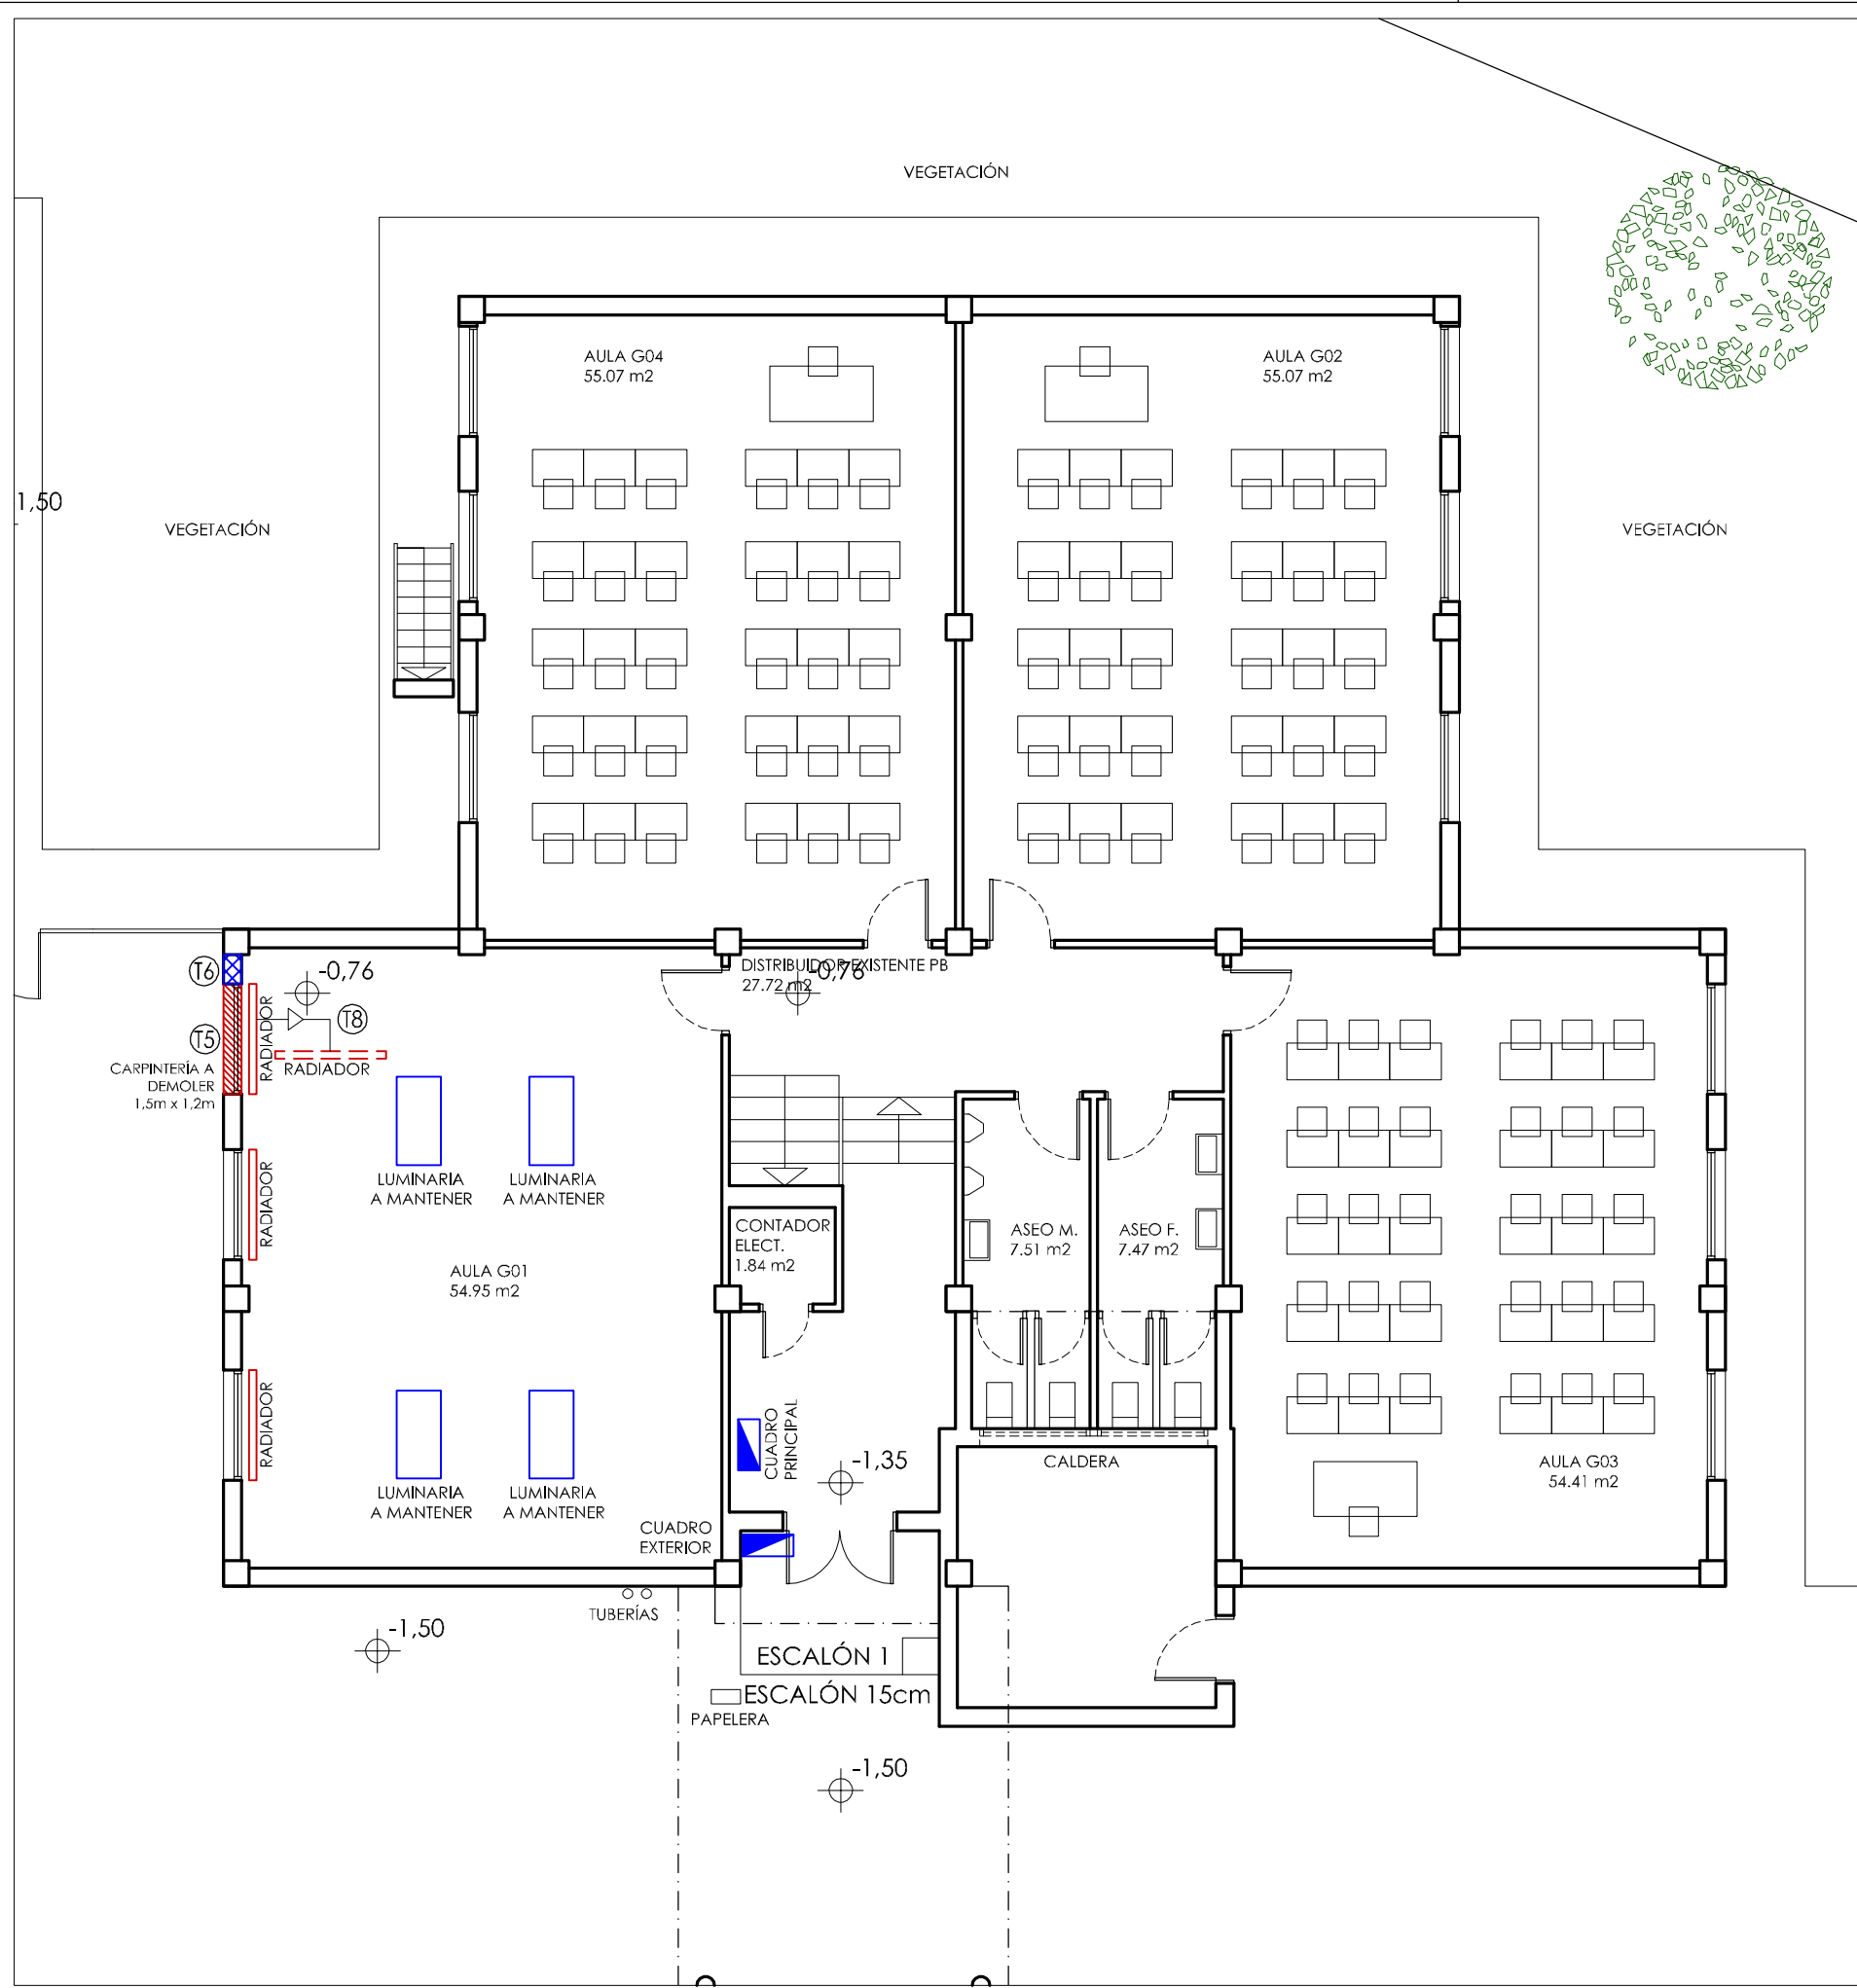 VEGETACIÓN
AULA G04
55.07 m2
AULA G02
55.07 m2
1,50
VEGETACIÓN
VEGETACIÓN
T6
-0,76
DISTRIBUIDOR EXISTENTE PB
27.72 m2
-0,76
T5
RADIADOR
T8
RADIADOR
CARPINTERÍA A
DEMOLER
1,5m x 1,2m
LUMINARIA
A MANTENER
LUMINARIA
A MANTENER
RADIADOR
CONTADOR
ELECT.
1.84 m2
ASEO M.
7.51 m2
ASEO F.
7.47 m2
AULA G01
54.95 m2
RADIADOR
CUADRO
PRINCIPAL
-1,35
CALDERA
AULA G03
54.41 m2
LUMINARIA
A MANTENER
LUMINARIA
A MANTENER
CUADRO
EXTERIOR
TUBERÍAS
-1,50
ESCALÓN 1
ESCALÓN 15cm
PAPELERA
-1,50